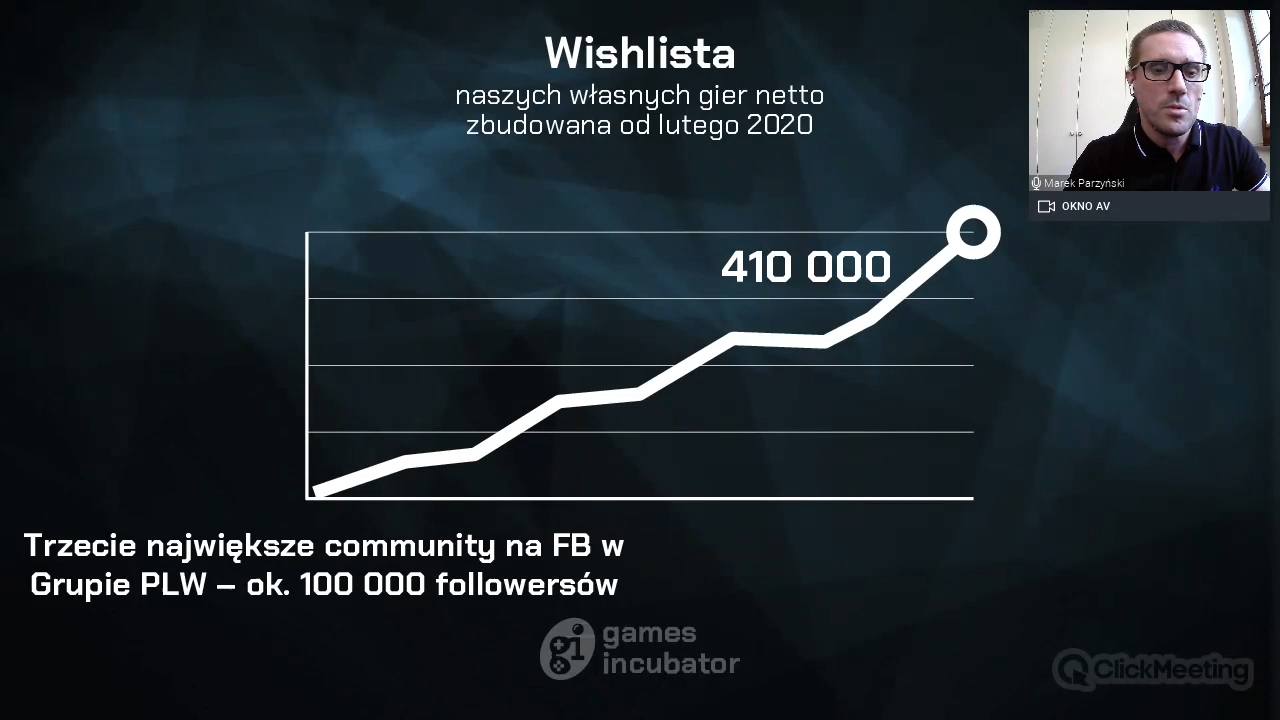 Wishlista
naszych własnych gier netto
zbudowana od lutego 2020
Marek Parzyński
OKNO AV
410 000
Trzecie największe community na FB w
Grupie PLW – ok. 100 000 followersów
gi
games
incubator
ClickMeeting